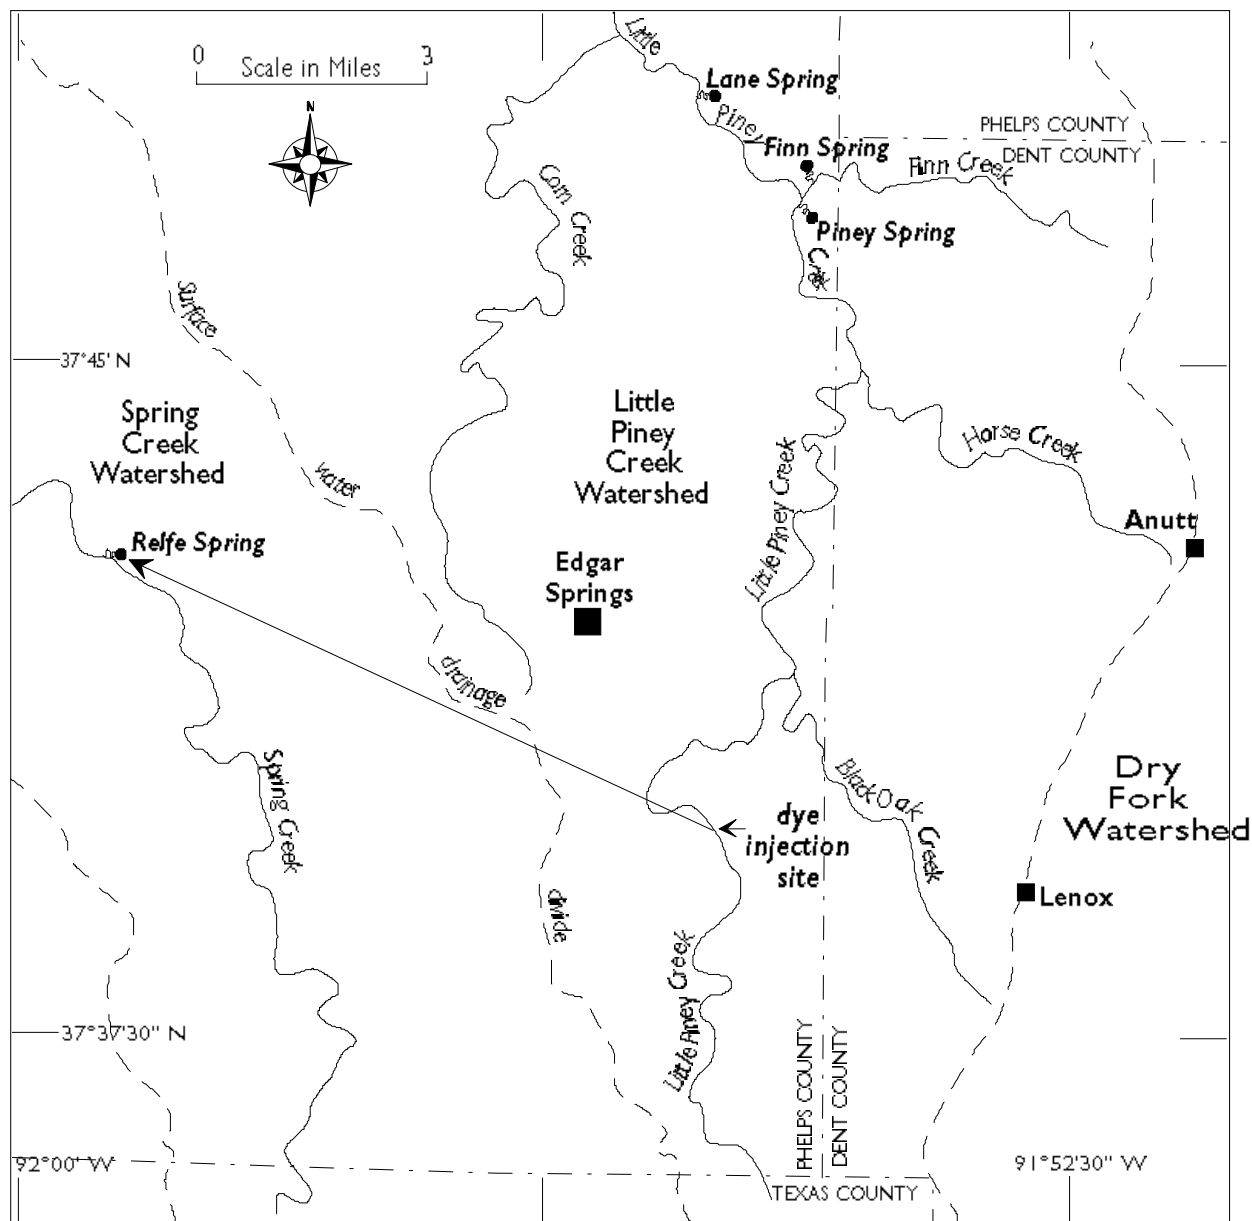 Little
0 3
Scale in Miles
Lane Spring
N
Piney
PHELPS COUNTY
Finn Spring
DENT COUNTY
Finn Creek
Corn Creek
Piney Spring
Creek
Surface
37°45' N
Spring
Creek
Watershed
Little
Piney
Creek
Watershed
Horse Creek
water
Little Piney Creek
Anutt
Relfe Spring
Edgar
Springs
drainage
Spring Creek
Black Oak Creek
Dry
Fork
Watershed
dye
injection
site
divide
Lenox
Little Piney Creek
37°37'30" N
PHELPS COUNTY
DENT COUNTY
92°00' W
91°52'30" W
TEXAS COUNTY